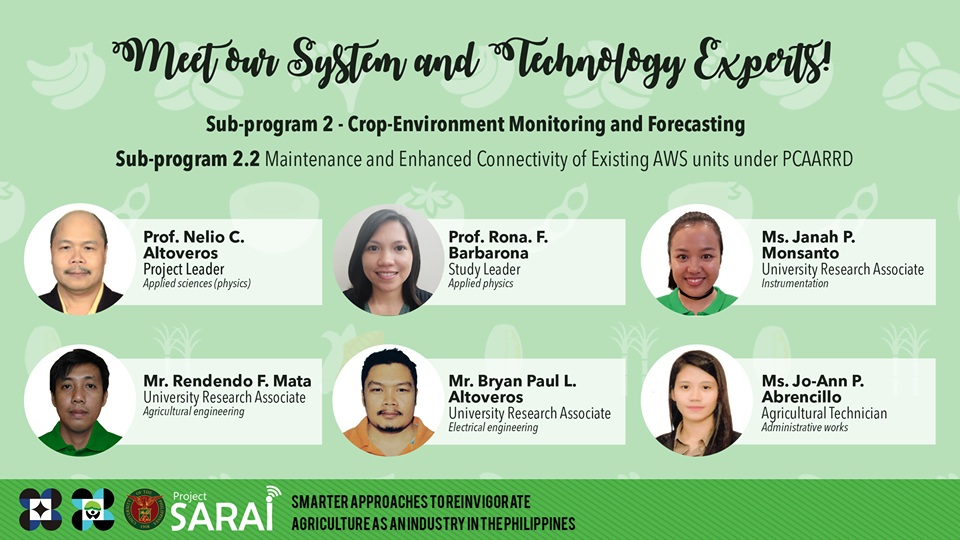 Meet our System and Technology Experts!
Sub-program 2 - Crop-Environment Monitoring and Forecasting
Sub-program 2.2 Maintenance and Enhanced Connectivity of Existing AWS units under PCAARRD
Prof. Nelio C.
Altoveros
Project Leader
Applied sciences (physics)
Prof. Rona. F.
Barbarona
Study Leader
Applied physics
Ms. Janah P.
Monsanto
University Research Associate
Instrumentation
Mr. Rendendo F. Mata
University Research Associate
Agricultural engineering
Mr. Bryan Paul L.
Altoveros
University Research Associate
Electrical engineering
Ms. Jo-Ann P.
Abrencillo
Agricultural Technician
Administrative works
Project
SARAI
SMARTER APPROACHES TO REINVIGORATE
AGRICULTURE AS AN INDUSTRY IN THE PHILIPPINES